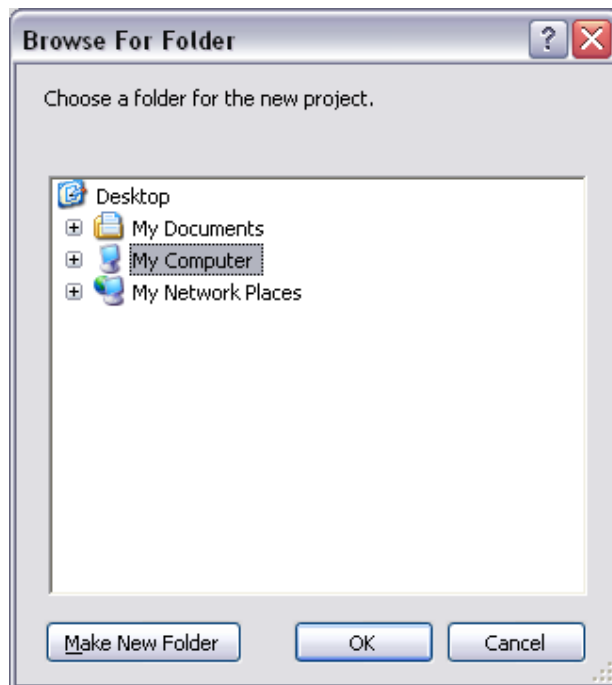 Browse For Folder
Choose a folder for the new project.
Desktop
My Documents
My Computer
My Network Places
Make New Folder OK Cancel